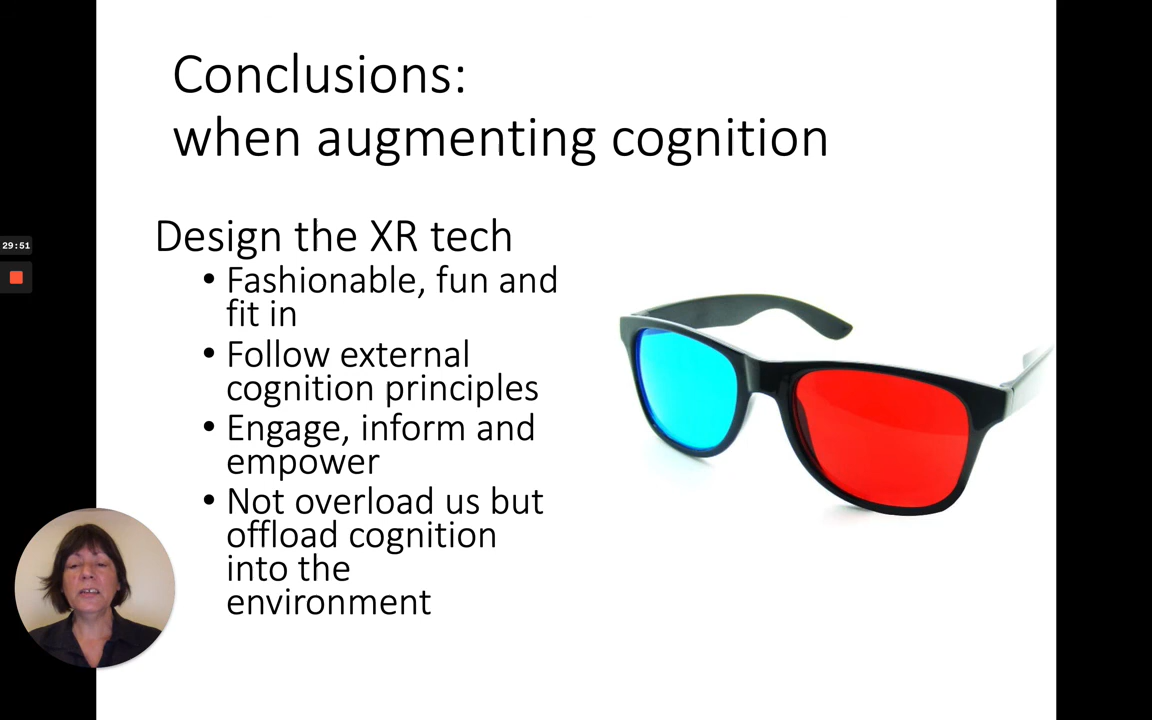 Conclusions:
when augmenting cognition
Design the XR tech
• Fashionable, fun and
fit in
• Follow external
cognition principles
• Engage, inform and
empower
• Not overload us but
offload cognition
into the
environment
29:51